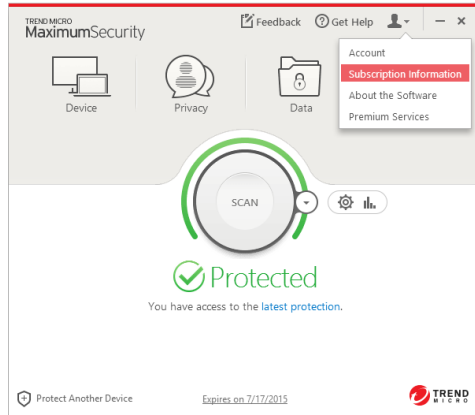 TREND MICRO
MaximumSecurity
Feedback
Get Help
Account
Subscription Information
About the Software
Premium Services
Device
Privacy
Data
SCAN
Protected
You have access to the latest protection.
Protect Another Device
Expires on 7/17/2015
TREND
MICRO